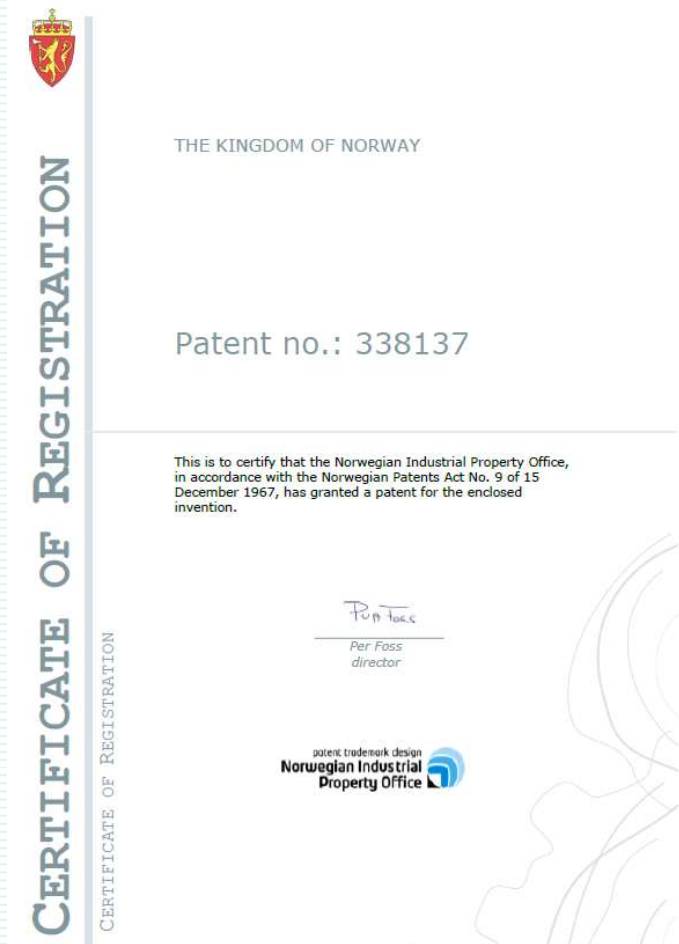 CERTIFICATE OF REGISTRATION
THE KINGDOM OF NORWAY
Patent no.: 338137
This is to certify that the Norwegian Industrial Property Office,
in accordance with the Norwegian Patents Act No. 9 of 15
December 1967, has granted a patent for the enclosed
invention.
Per Foss
Per Foss
director
CERTIFICATE OF REGISTRATION
patent trademark design
Norwegian Industrial
Property Office